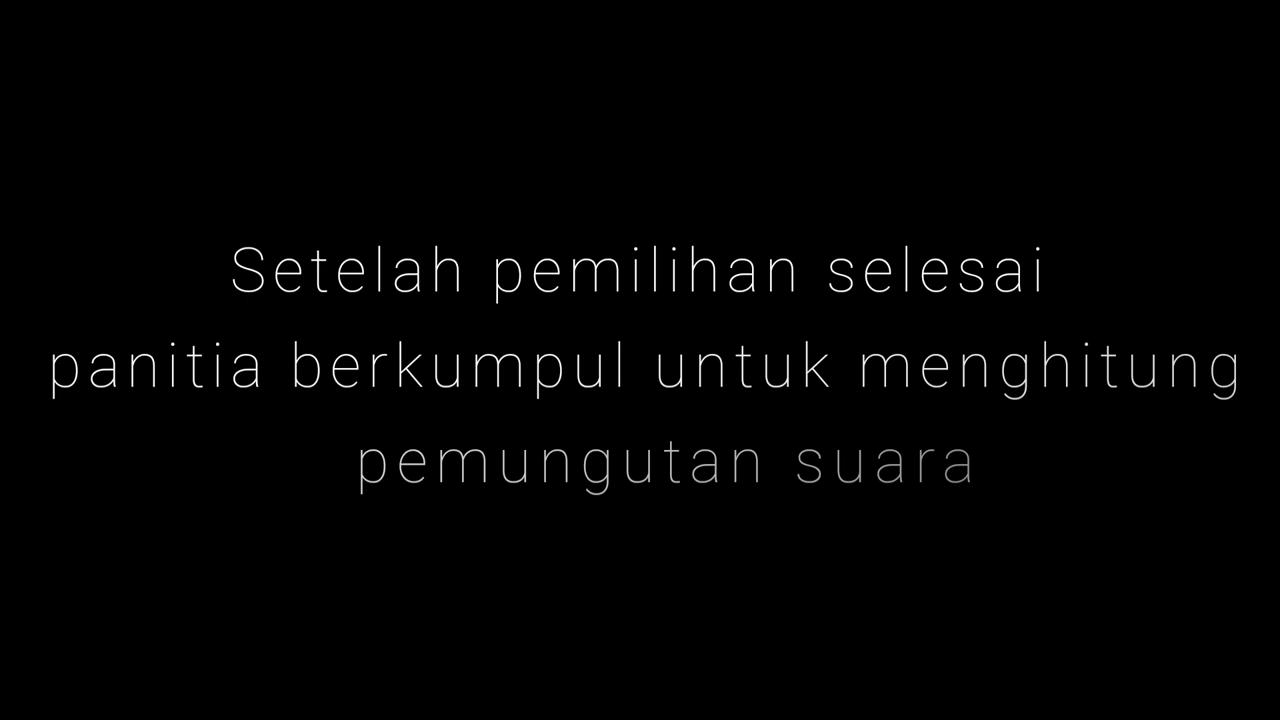 Setelah pemilihan selesai
panitia berkumpul untuk menghitung
pemungutan suara